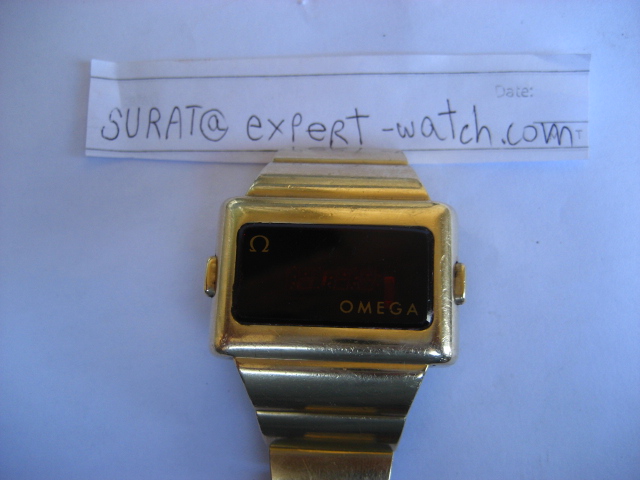 Date:
SURAT@ expert-watch.com
Ω
OMEGA